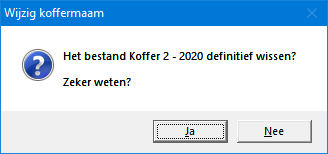 Wijzig koffermaam
Het bestand Koffer 2 - 2020 definitief wissen?
Zeker weten?
Ja Nee